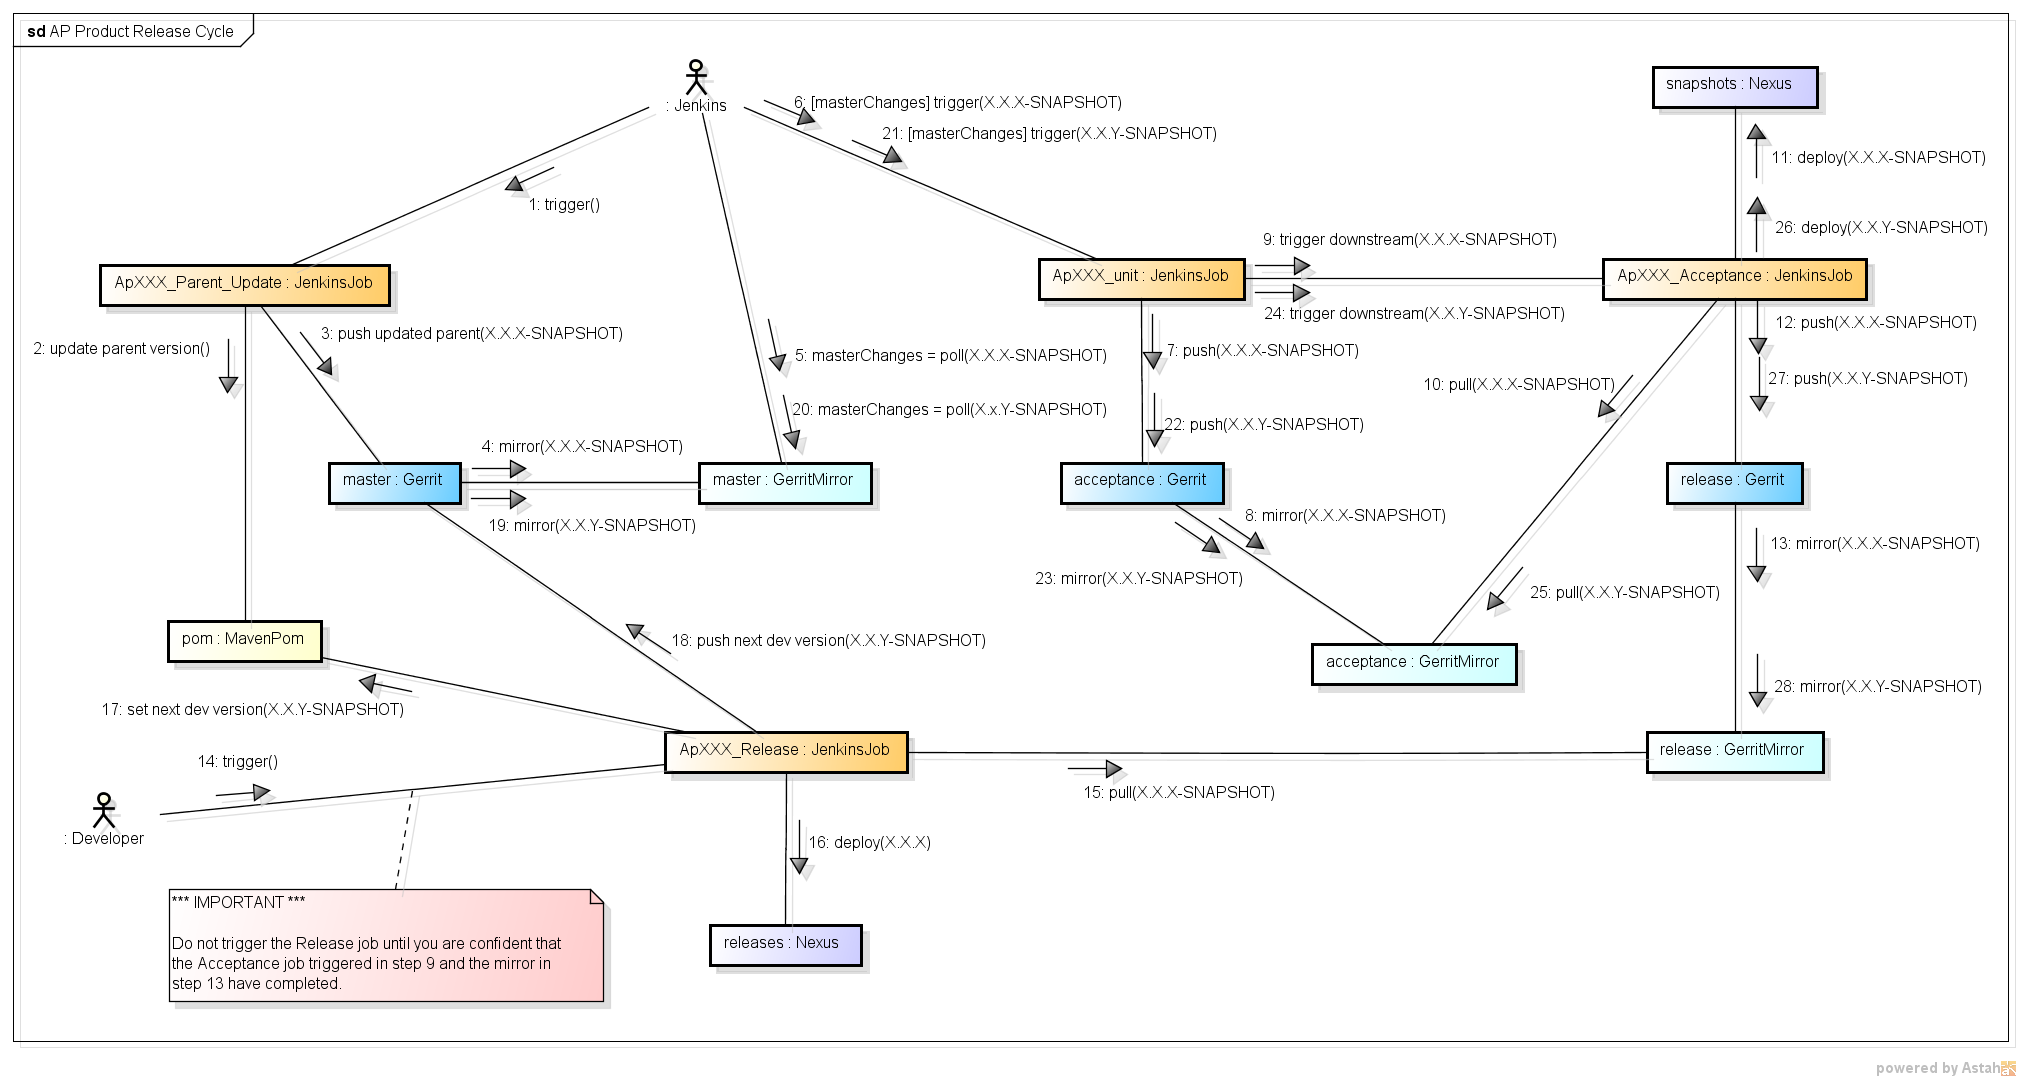 sd AP Product Release Cycle
: Jenkins
6: [masterChanges] trigger(X.X.X-SNAPSHOT)
21: [masterChanges] trigger(X.X.Y-SNAPSHOT)
snapshots : Nexus
11: deploy(X.X.X-SNAPSHOT)
1: trigger()
26: deploy(X.X.Y-SNAPSHOT)
9: trigger downstream(X.X.X-SNAPSHOT)
ApXXX_Parent_Update : JenkinsJob
ApXXX_unit : JenkinsJob
ApXXX_Acceptance : JenkinsJob
24: trigger downstream(X.X.Y-SNAPSHOT)
12: push(X.X.X-SNAPSHOT)
3: push updated parent(X.X.X-SNAPSHOT)
2: update parent version()
5: masterChanges = poll(X.X.X-SNAPSHOT)
7: push(X.X.X-SNAPSHOT)
10: pull(X.X.X-SNAPSHOT)
27: push(X.X.Y-SNAPSHOT)
20: masterChanges = poll(X.x.Y-SNAPSHOT)
22: push(X.X.Y-SNAPSHOT)
4: mirror(X.X.X-SNAPSHOT)
master : Gerrit
master : GerritMirror
acceptance : Gerrit
release : Gerrit
19: mirror(X.X.Y-SNAPSHOT)
8: mirror(X.X.X-SNAPSHOT)
13: mirror(X.X.X-SNAPSHOT)
23: mirror(X.X.Y-SNAPSHOT)
25: pull(X.X.Y-SNAPSHOT)
pom : MavenPom
18: push next dev version(X.X.Y-SNAPSHOT)
acceptance : GerritMirror
28: mirror(X.X.Y-SNAPSHOT)
17: set next dev version(X.X.Y-SNAPSHOT)
ApXXX_Release : JenkinsJob
release : GerritMirror
14: trigger()
15: pull(X.X.X-SNAPSHOT)
: Developer
16: deploy(X.X.X)
*** IMPORTANT ***
Do not trigger the Release job until you are confident that
the Acceptance job triggered in step 9 and the mirror in
step 13 have completed.
releases : Nexus
powered by Astah